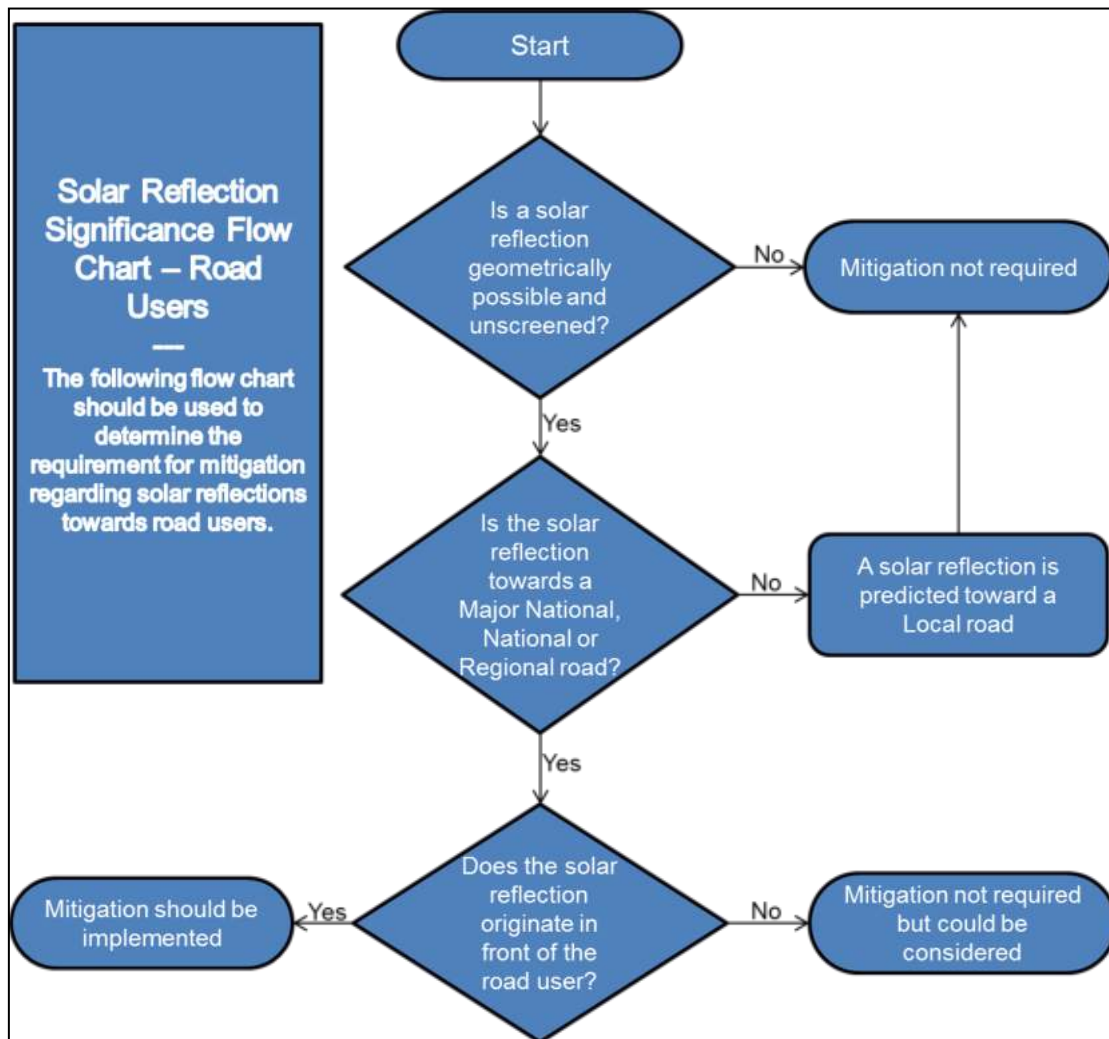 Solar Reflection
Significance Flow
Chart – Road
Users
—
The following flow chart
should be used to
determine the
requirement for mitigation
regarding solar reflections
towards road users.
Start
Is a solar
reflection
geometrically
possible and
unscreened?
No
Mitigation not required
Yes
Is the solar
reflection
towards a
Major National,
National or
Regional road?
No
A solar reflection is
predicted toward a
Local road
Yes
Does the solar
reflection
originate in
front of the
road user?
Yes
Mitigation should be
implemented
No
Mitigation not required
but could be
considered